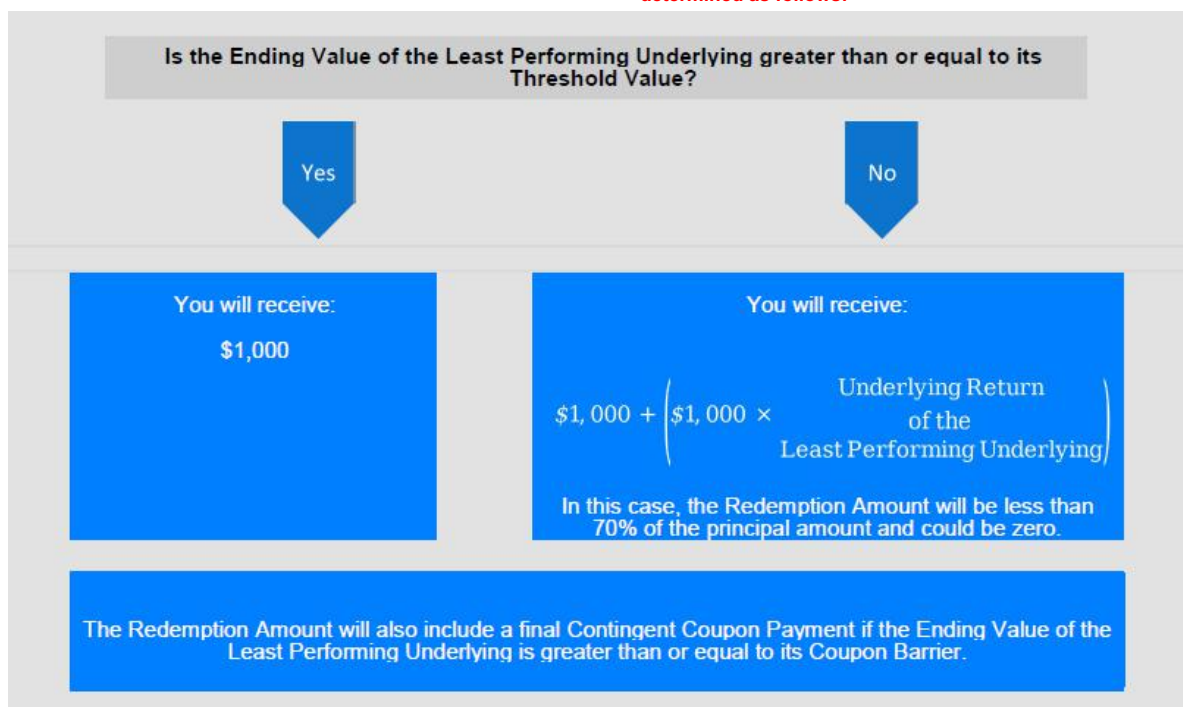 determined as follows:
Is the Ending Value of the Least Performing Underlying greater than or equal to its
Threshold Value?
Yes
No
You will receive:
$1,000
You will receive:
$1,000 + ($1,000 × Underlying Return
of the
Least Performing Underlying)
In this case, the Redemption Amount will be less than
70% of the principal amount and could be zero.
The Redemption Amount will also include a final Contingent Coupon Payment if the Ending Value of the
Least Performing Underlying is greater than or equal to its Coupon Barrier.